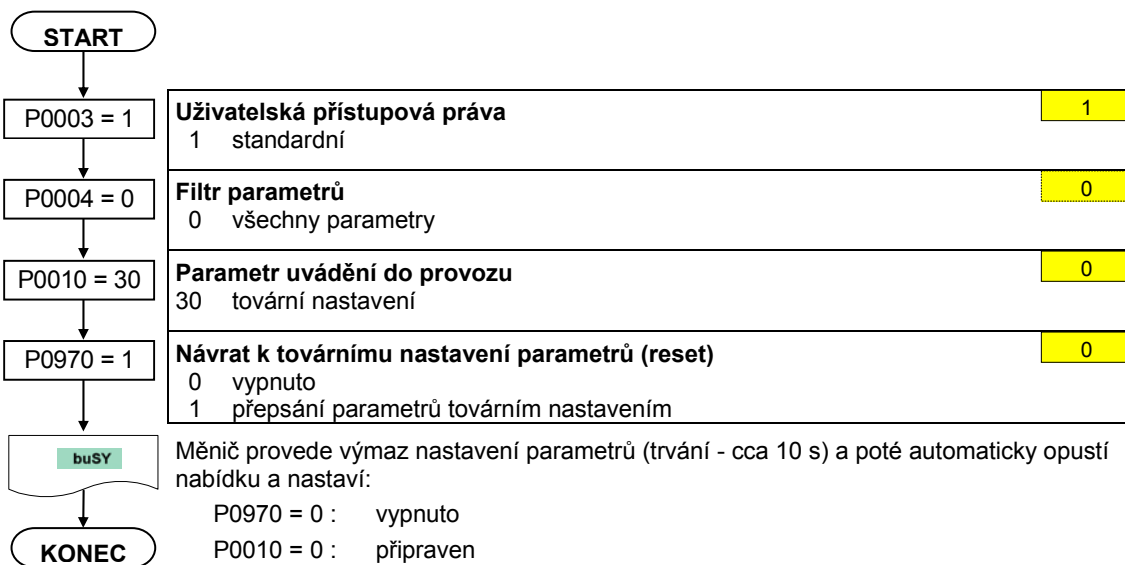 START
P0003 = 1
Uživatelská přístupová práva 1
1 standardní
P0004 = 0
Filtr parametrů 0
0 všechny parametry
P0010 = 30
Parametr uvádění do provozu 0
30 tovární nastavení
P0970 = 1
Návrat k továrnímu nastavení parametrů (reset) 0
0 vypnuto
1 přepsání parametrů továrním nastavením
buSY
Měnič provede výmaz nastavení parametrů (trvání - cca 10 s) a poté automaticky opustí
nabídku a nastaví:
P0970 = 0 : vypnuto
KONEC
P0010 = 0 : připraven